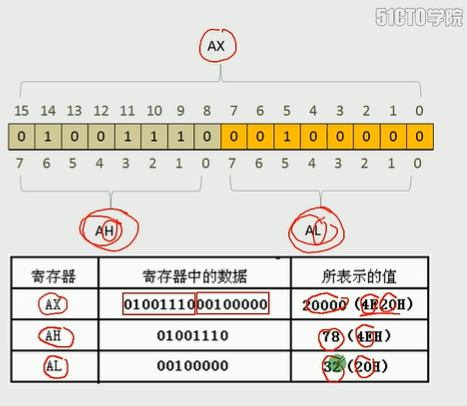 51CTO学院
AX
15 14 13 12 11 10 9 8 7 6 5 4 3 2 1 0
0 1 0 0 1 1 1 0 0 0 1 0 0 0 0 0
7 6 5 4 3 2 1 0 7 6 5 4 3 2 1 0
AH AL
寄存器 寄存器中的数据 所表示的值
AX 0100111000100000 20000（4E20H）
AH 01001110 78（4EH）
AL 00100000 32（20H）